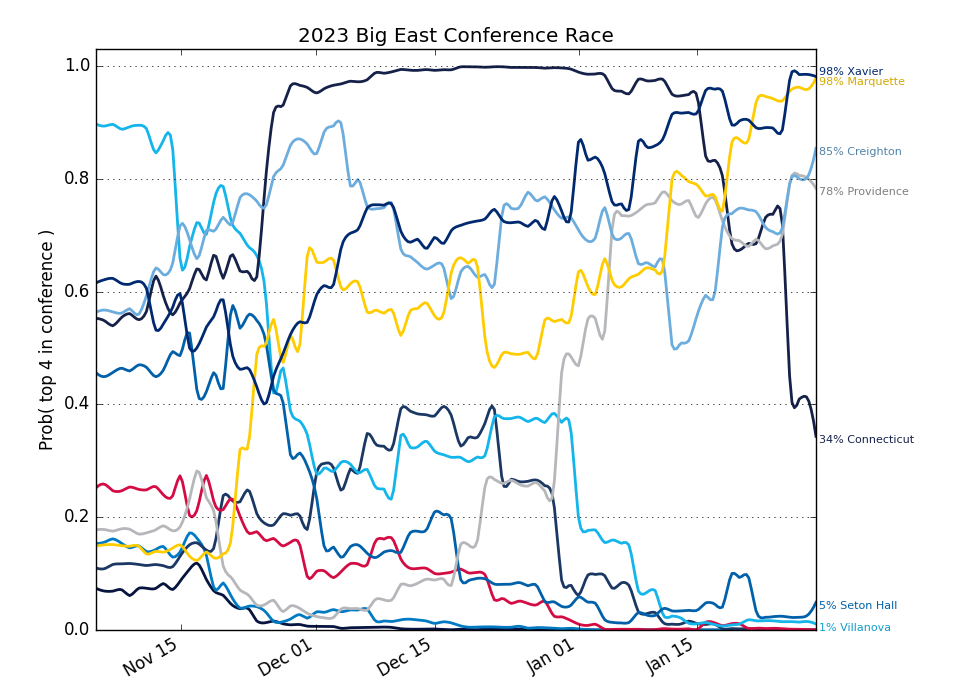 2023 Big East Conference Race
Prob( top 4 in conference )
1.0
0.8
0.6
0.4
0.2
0.0
Nov 15
Dec 01
Dec 15
Jan 01
Jan 15
98% Xavier
98% Marquette
85% Creighton
78% Providence
34% Connecticut
5% Seton Hall
1% Villanova